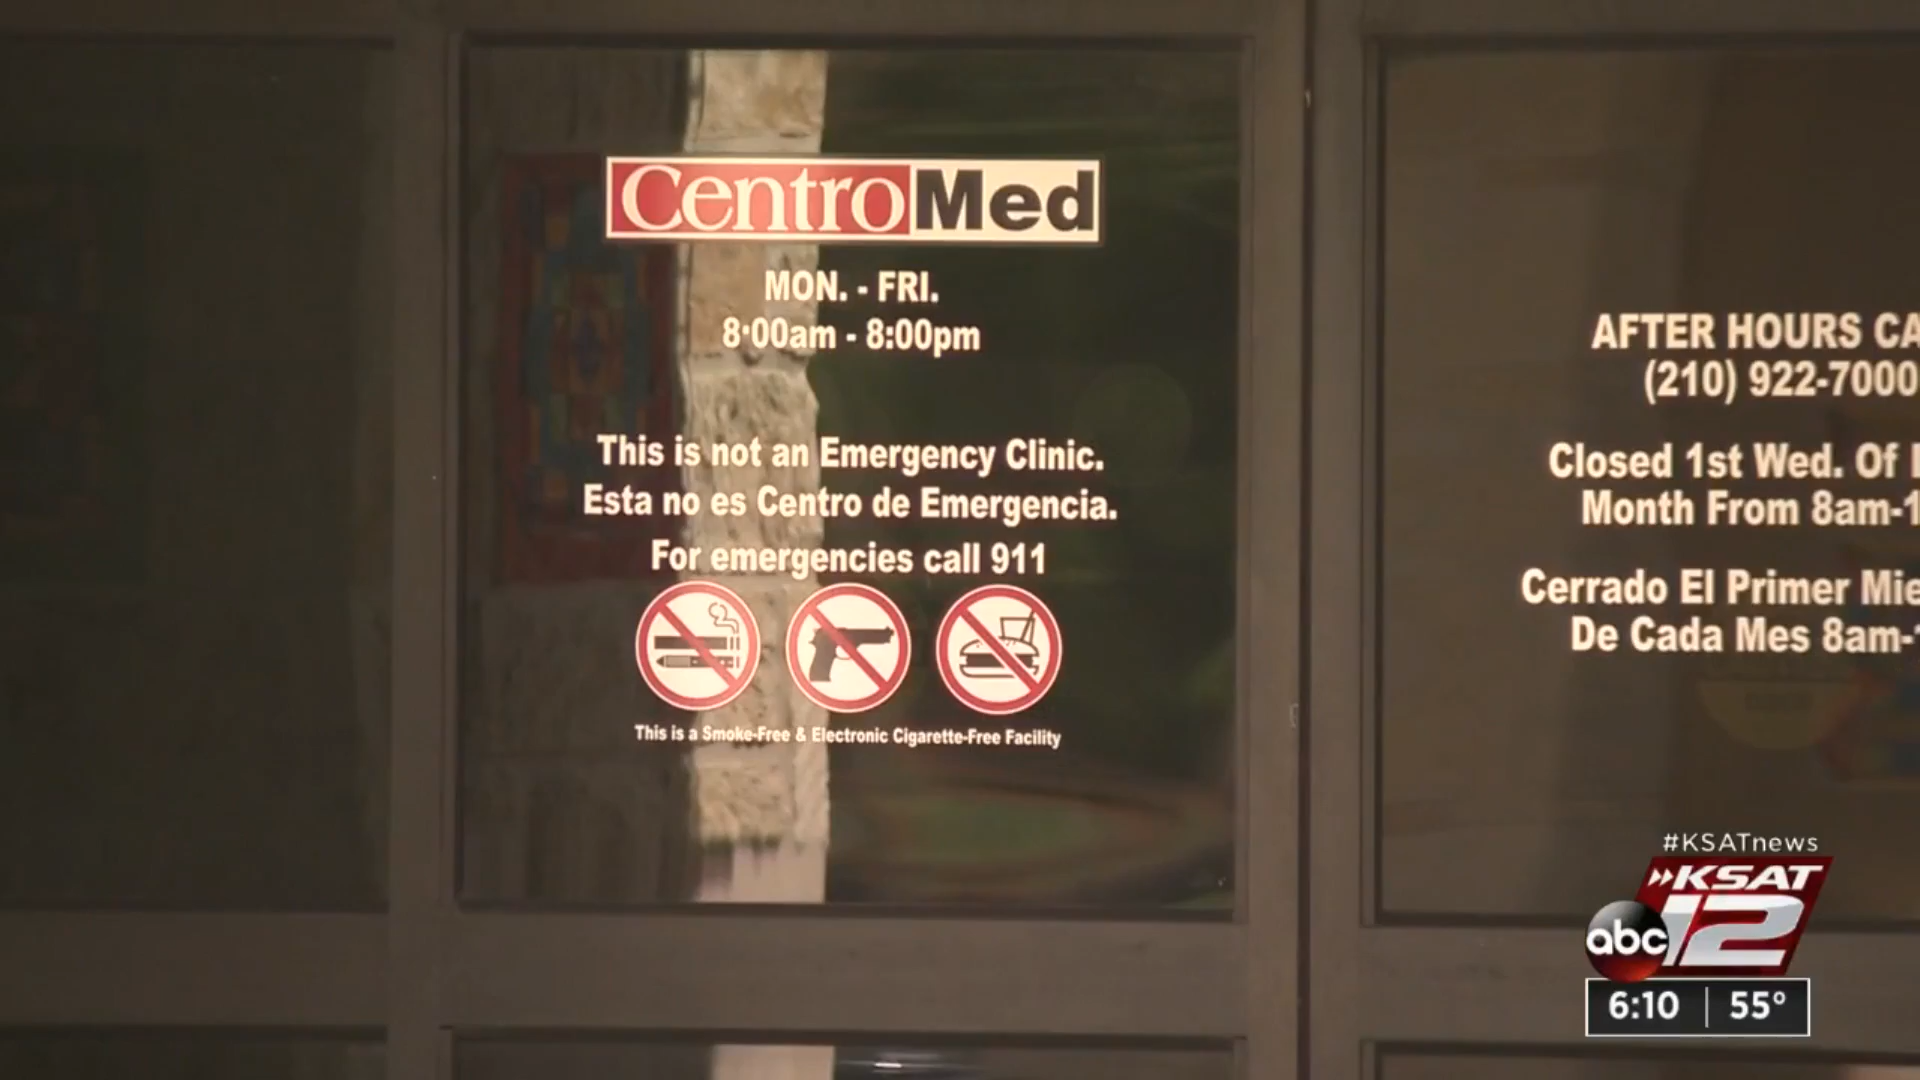 CentroMed
MON. - FRI.
8:00am - 8:00pm
This is not an Emergency Clinic.
Esta no es Centro de Emergencia.
For emergencies call 911
This is a Smoke-Free & Electronic Cigarette-Free Facility
AFTER HOURS
(210) 922-7000
Closed 1st Wed. Of
Month From 8am-1
Cerrado El Primer
De Cada Mes 8am-
#KSATnews
KSAT
12
abc
6:10 | 55°